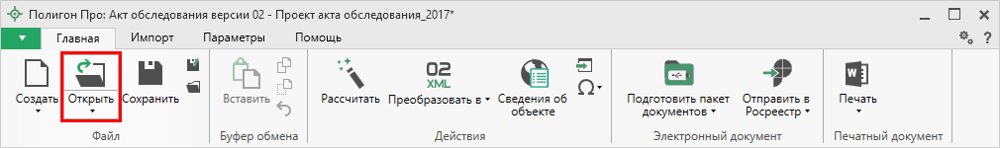 Полигон Про: Акт обследования версии 02 - Проект акта обследования_2017*
Главная Импорт Параметры Помощь
?
02
XML
W
Ω
Создать Открыть Сохранить Вставить Рассчитать Преобразовать в Сведения об объекте Подготовить пакет документов Отправить в Росреестр Печать
Файл Буфер обмена Действия Электронный документ Печатный документ